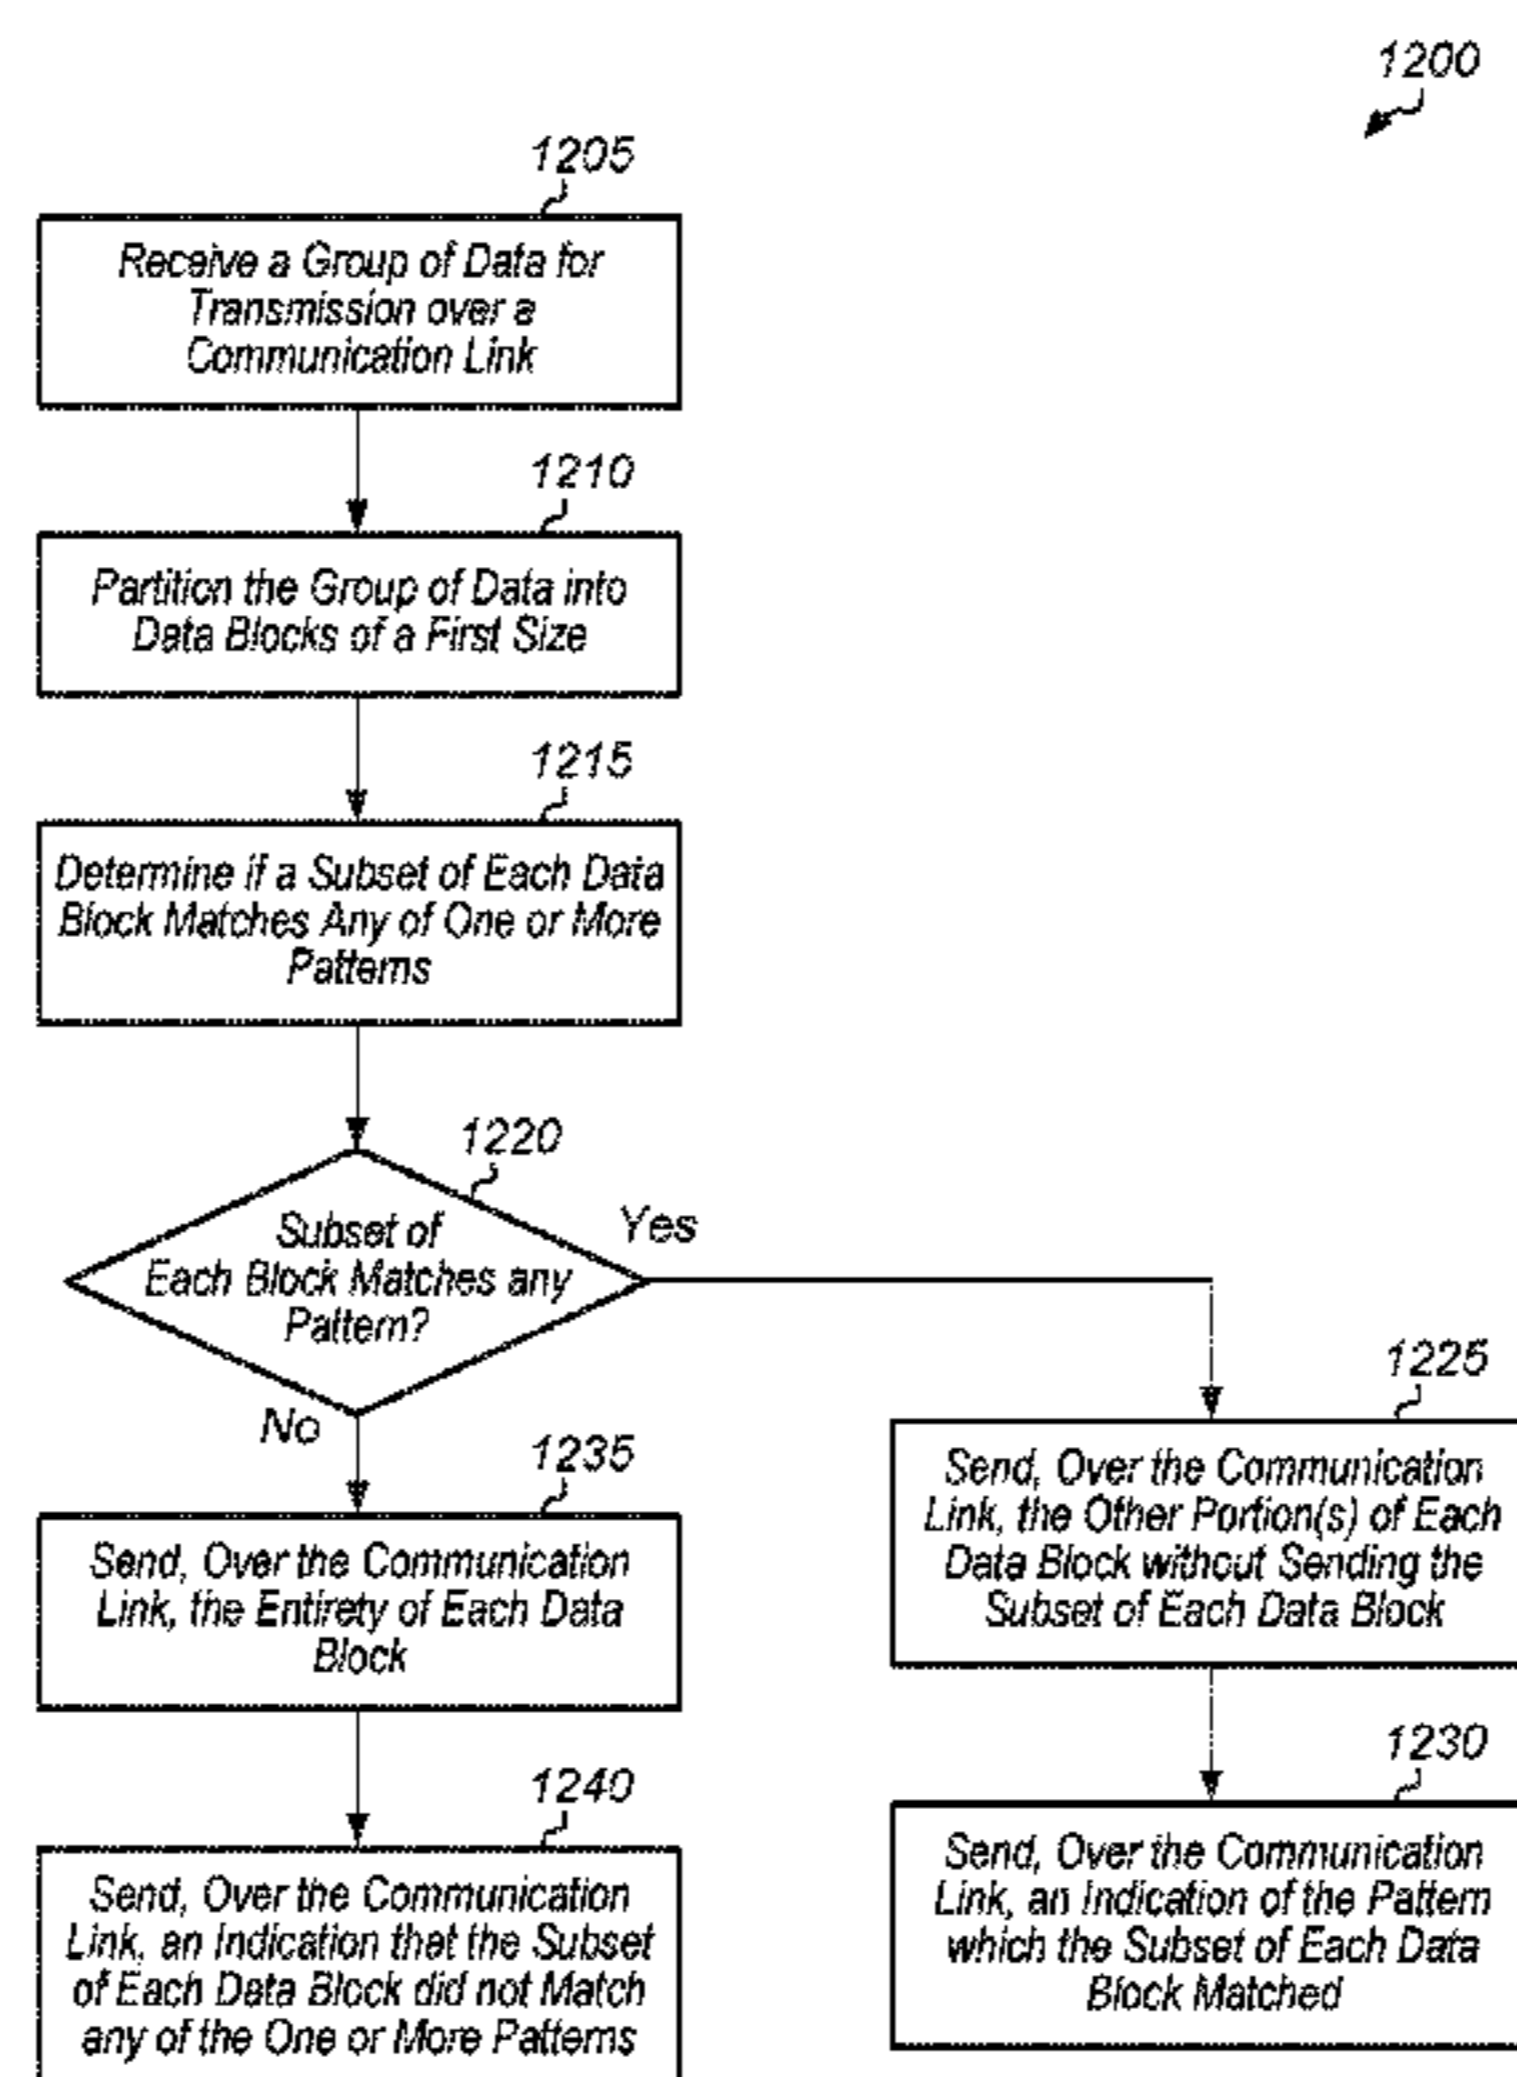 1200
1205
Receive a Group of Data for
Transmission over a
Communication Link
1210
Partition the Group of Data into
Data Blocks of a First Size
1215
Determine if a Subset of Each Data
Block Matches Any of One or More
Patterns
1220
Subset of
Each Block Matches any
Pattern?
Yes
No
1225
Send, Over the Communication
Link, the Other Portion(s) of Each
Data Block without Sending the
Subset of Each Data Block
1235
Send, Over the Communication
Link, the Entirety of Each Data
Block
1230
Send, Over the Communication
Link, an Indication of the Pattern
which the Subset of Each Data
Block Matched
1240
Send, Over the Communication
Link, an Indication that the Subset
of Each Data Block did not Match
any of the One or More Patterns